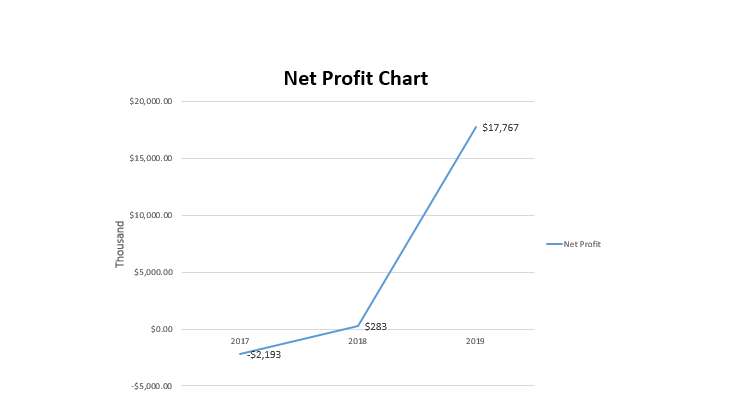 Net Profit Chart
$20,000.00
$17,767
$15,000.00
$10,000.00
Thousand
Net Profit
$5,000.00
$0.00
$283
2017 2018 2019
-$2,193
-$5,000.00